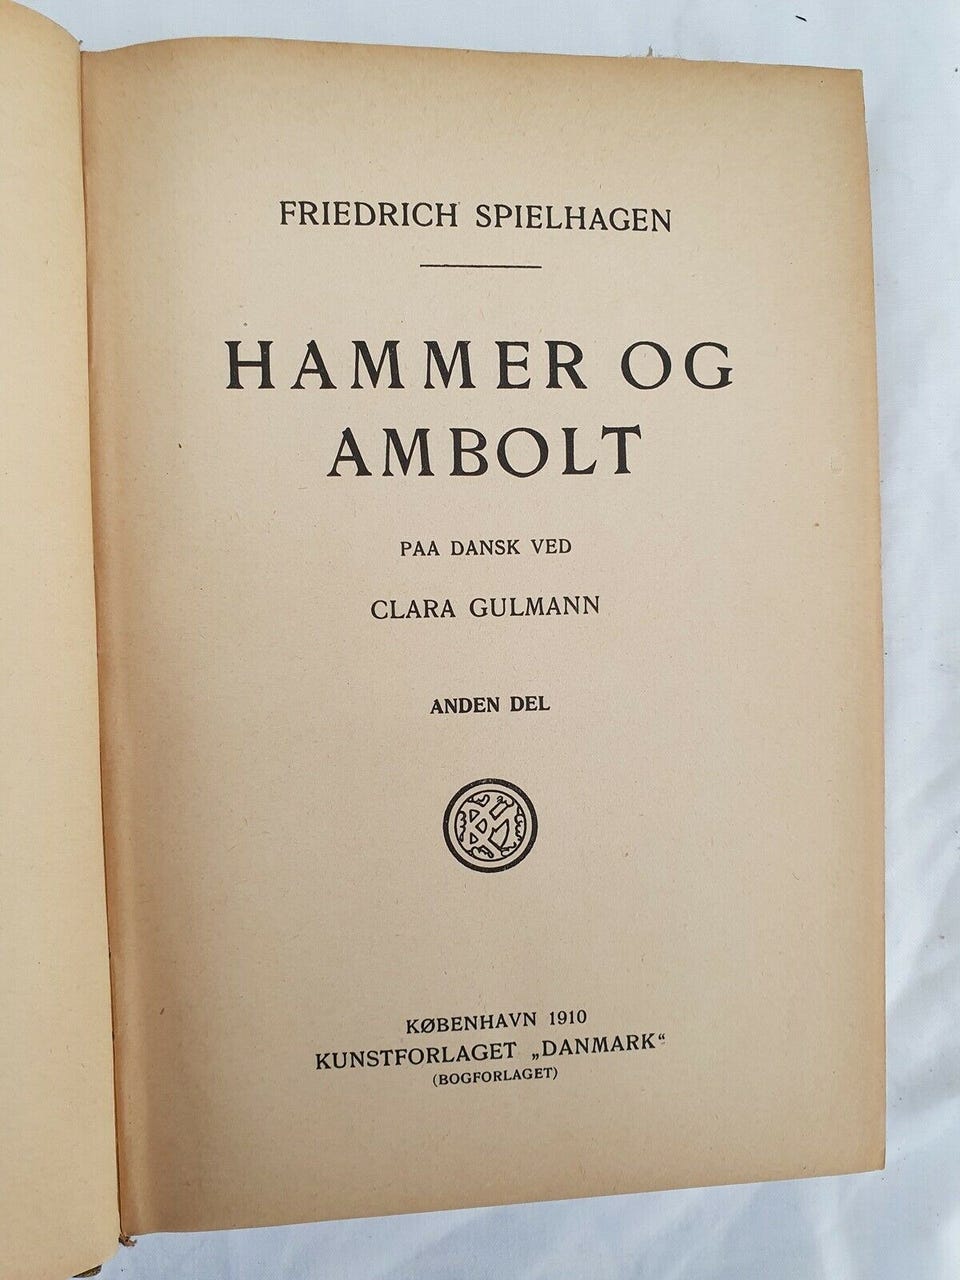 FRIEDRICH SPIELHAGEN
HAMMER OG
AMBOLT
PAA DANSK VED
CLARA GULMANN
ANDEN DEL
KØBENHAVN 1910
KUNSTFORLAGET „DANMARK“
(BOGFORLAGET)